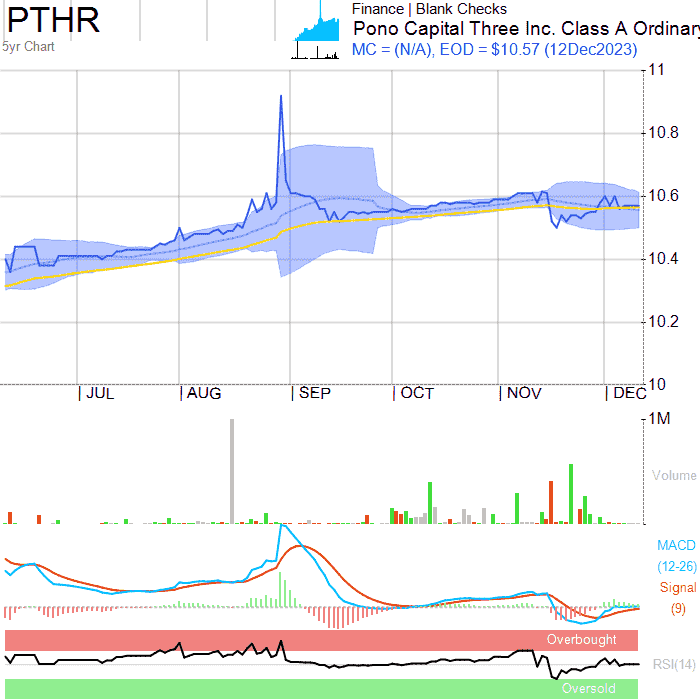 PTHR
5yr Chart
Finance | Blank Checks
Pono Capital Three Inc. Class A Ordinary
MC = (N/A), EOD = $10.57 (12Dec2023)
11
10.8
10.6
10.4
10.2
10
| JUL | AUG | SEP | OCT | NOV | DEC
1M
Volume
MACD
(12-26)
Signal
(9)
Overbought
RSI(14)
Oversold